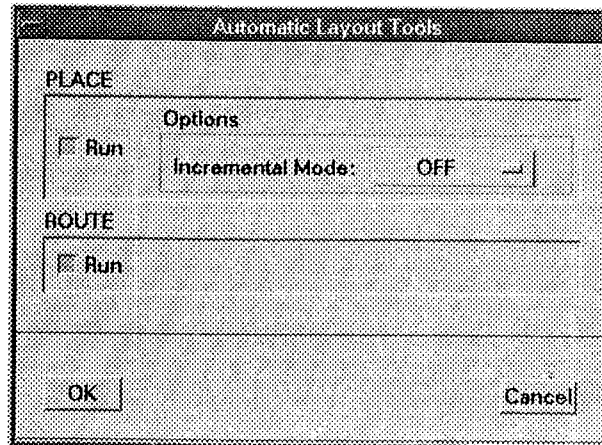 Automatic Layout Tools
PLACE
Options
Run
Incremental Mode: OFF
ROUTE
Run
OK Cancel